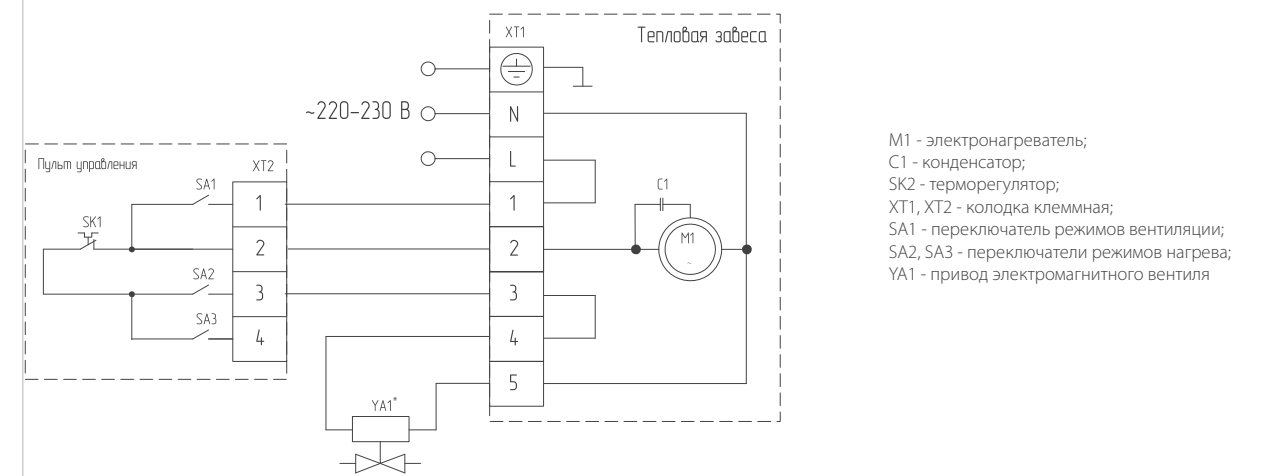 XT1
Тепловая завеса
~220-230 В
N
L
1
2
3
4
5
Пульт управления
XT2
1
2
3
4
SA1
SK1
SA2
SA3
C1
M1
~
YA1*
M1 - электронагреватель;
C1 - конденсатор;
SK2 - терморегулятор;
XT1, XT2 - колодка клеммная;
SA1 - переключатель режимов вентиляции;
SA2, SA3 - переключатели режимов нагрева;
YA1 - привод электромагнитного вентиля